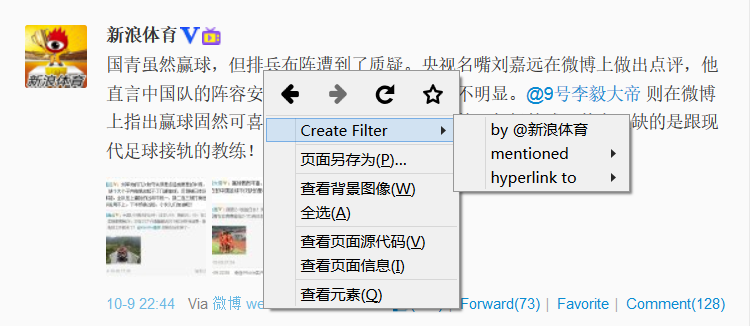 新浪体育
新浪体育
国青虽然赢球，但排兵布阵遭到了质疑。央视名嘴刘嘉远在微博上做出点评，他
直言中国队的阵容安 不明显。@9号李毅大帝 则在微博
上指出赢球固然可喜 缺的是跟现
代足球接轨的教练！
Create Filter
页面另存为(P)...
查看背景图像(W)
全选(A)
查看页面源代码(V)
查看页面信息(I)
查看元素(Q)
by @新浪体育
mentioned
hyperlink to
10-9 22:44 Via 微博 we | Forward(73) | Favorite | Comment(128)